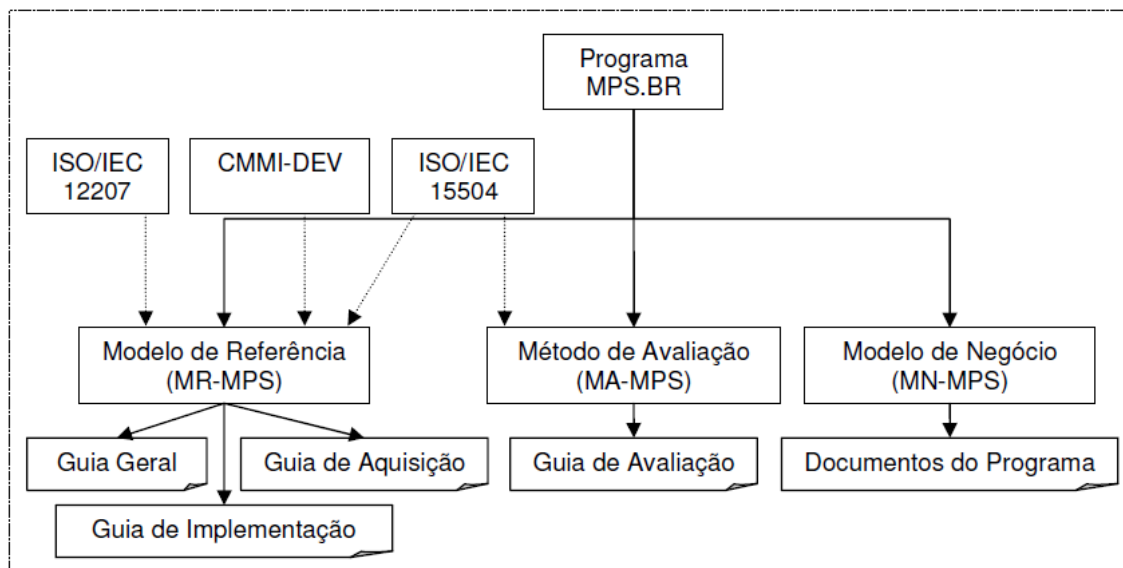 Programa
MPS.BR
ISO/IEC
12207
CMMI-DEV
ISO/IEC
15504
Modelo de Referência
(MR-MPS)
Método de Avaliação
(MA-MPS)
Modelo de Negócio
(MN-MPS)
Guia Geral
Guia de Aquisição
Guia de Avaliação
Documentos do Programa
Guia de Implementação